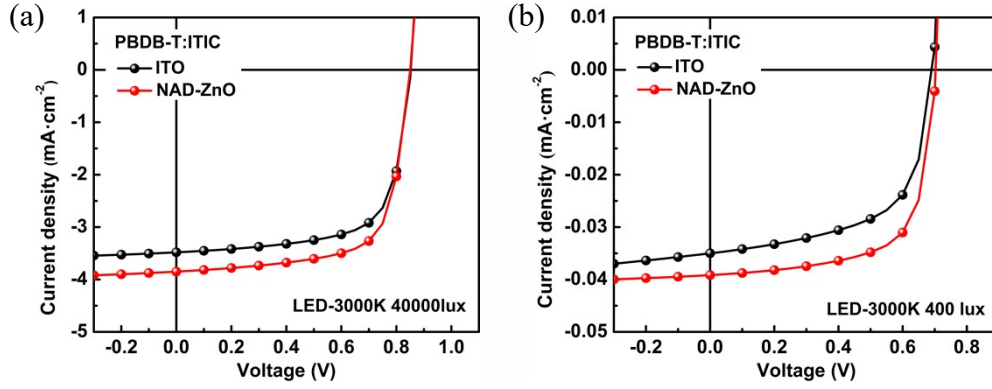 (a)
PBDB-T:ITIC
ITO
NAD-ZnO
LED-3000K 40000lux
Current density (mA·cm⁻²)
1
0
-1
-2
-3
-4
-5
-0.2 0.0 0.2 0.4 0.6 0.8 1.0
Voltage (V)
(b)
PBDB-T:ITIC
ITO
NAD-ZnO
LED-3000K 400 lux
Current density (mA·cm⁻²)
0.01
0.00
-0.01
-0.02
-0.03
-0.04
-0.05
-0.2 0.0 0.2 0.4 0.6 0.8
Voltage (V)